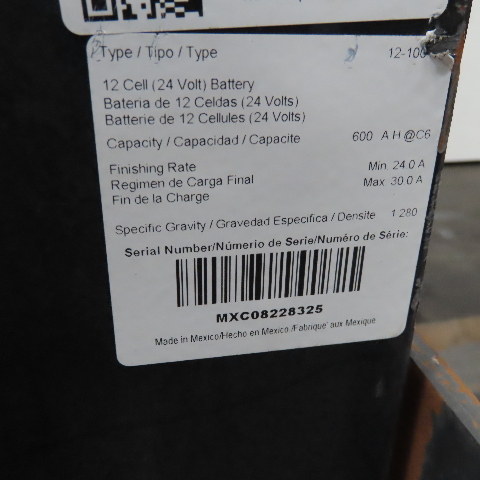 Type / Tipo / Type 12-100
12 Cell (24 Volt) Battery
Bateria de 12 Celdas (24 Volts)
Batterie de 12 Cellules (24 Volts)
Capacity / Capacidad / Capacite 600 A H @C6
Finishing Rate Min. 24.0 A
Regimen de Carga Final Max 30.0 A
Fin de la Charge
Specific Gravity / Gravedad Especifica / Densite 1.280
Serial Number/Númerio de Serie/Numéro de Série:
MXC08228325
Made in Mexico/Hecho en Mexico /Fabrique' aux Mexique